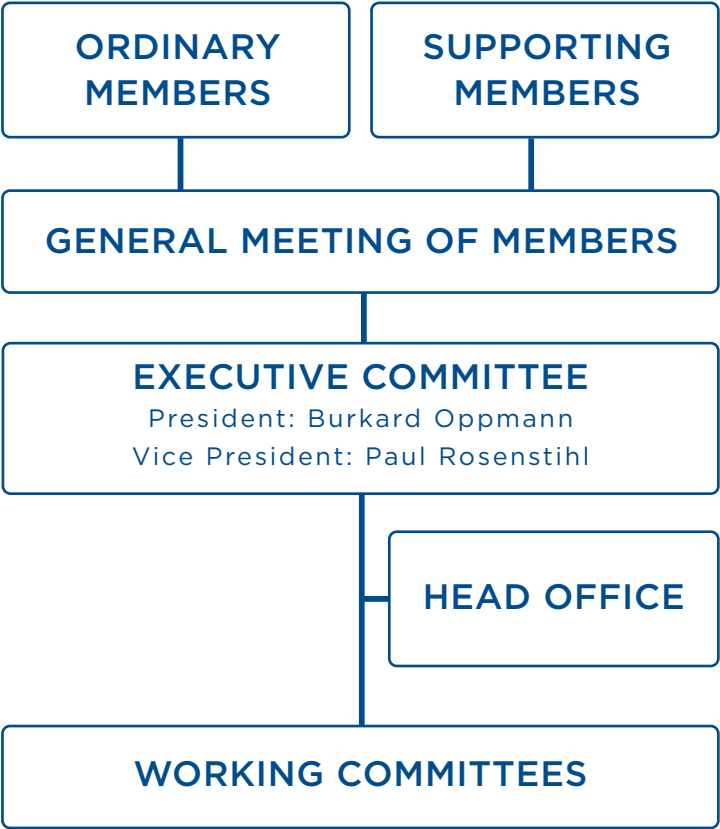 ORDINARY
MEMBERS
SUPPORTING
MEMBERS
GENERAL MEETING OF MEMBERS
EXECUTIVE COMMITTEE
President: Burkard Oppmann
Vice President: Paul Rosenstihl
HEAD OFFICE
WORKING COMMITTEES